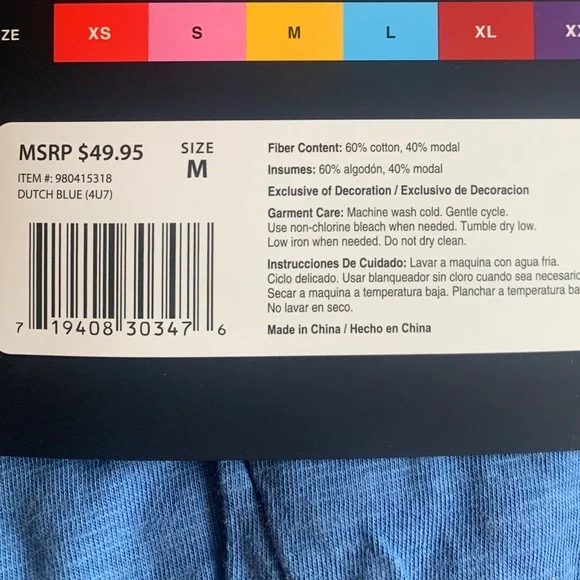 ZE XS S M L XL XX
MSRP $49.95
ITEM #: 980415318
DUTCH BLUE (4U7)
SIZE
M
7 19408 30347 6
Fiber Content: 60% cotton, 40% modal
Insumes: 60% algodón, 40% modal
Exclusive of Decoration / Exclusivo de Decoracion
Garment Care: Machine wash cold. Gentle cycle.
Use non-chlorine bleach when needed. Tumble dry low.
Low iron when needed. Do not dry clean.
Instrucciones De Cuidado: Lavar a maquina con agua fria.
Ciclo delicado. Usar blanqueador sin cloro cuando sea necesario
Secar a maquina a temperatura baja. Planchar a temperatura ba
No lavar en seco.
Made in China / Hecho en China